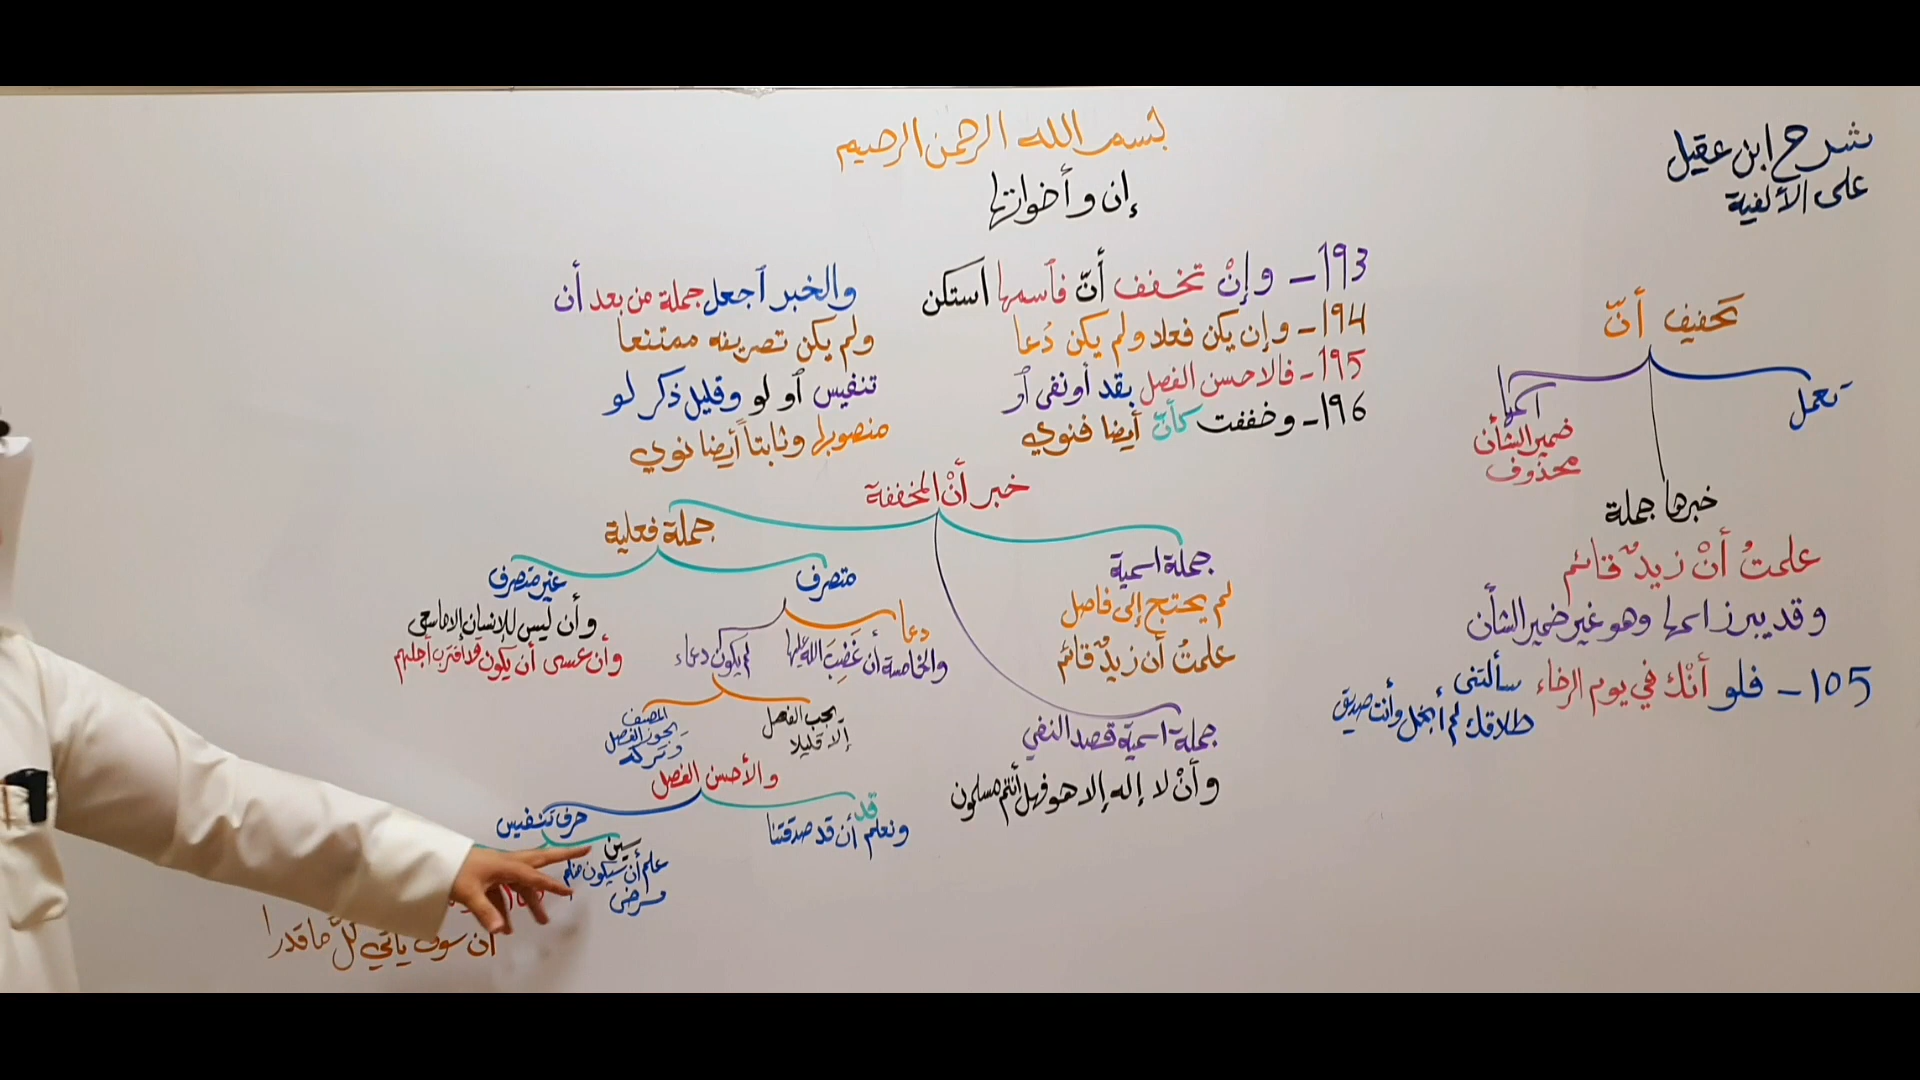 بسم الله الرحمن الرحيم
إن وأخواتها
شرح ابن عقيل
على الألفية
193 - وإنْ تخفف أنّ فاسمها استكن والخبر اجعل جملة من بعد أن
194 - وإن يكن فعلا ولم يكن دُعا ولم يكن تصريفه ممتنعا
195 - فالاحسن الفصل بقد أو نفي أو تنفيس أو لو وقليل ذكر لو
196 - وخففت كأنّ أيضا فنوي منصوبها وثابتاً أيضا نوي
تخفيف أنّ
تعمل
اسمها
ضمير الشأن
محذوف
خبرها جملة
علمتُ أنْ زيدٌ قائم
وقد يبرز اسمها وهو غير ضمير الشأن
105 - فلو أنْك في يوم الرخاء سألتني
طلاقك لم أبخل وأنت صديق
خبر أنْ المخففة
جملة اسمية
لم يحتج إلى فاصل
علمتُ أن زيدٌ قائم
جملة اسمية قصد النفي
وأنْ لا إله إلا هو فهل أنتم مسلمون
جملة فعلية
متصرف
غير متصرف
وأن ليس للإنسان إلا ما سعى
وأن عسى أن يكون قد اقترب أجلهم
دعا
والخامسة أن غَضِبَ الله عليها
لم يكون دعاء
يجب الفصل
إلا قليلا
المصنف
يجوز الفصل
وتركه
والأحسن الفصل
قد
ونعلم أن قد صدقتنا
حرف تنفيس
سين
علم أن سيكون منكم
مرضى
أن سوف يأتي كلُّ ما قدرا